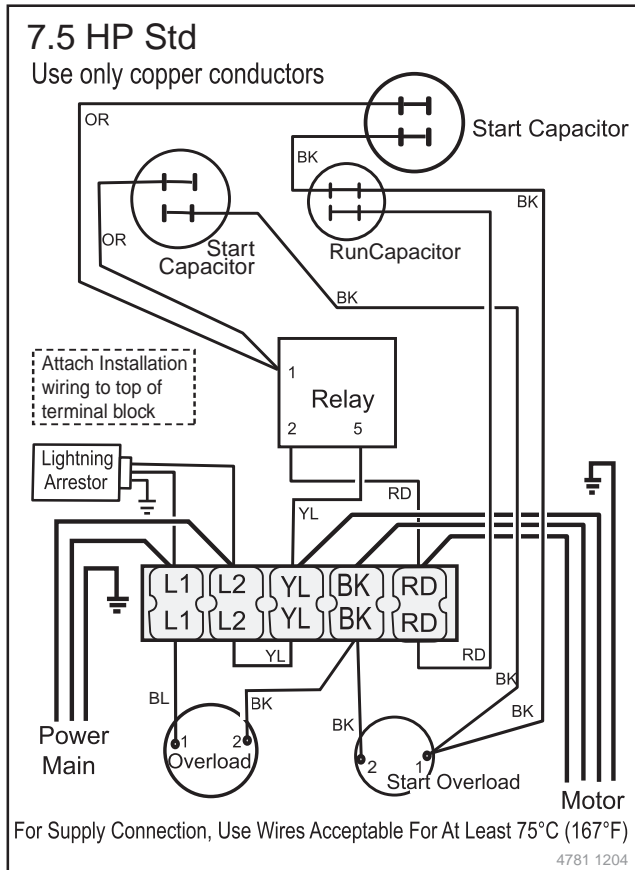 7.5 HP Std
Use only copper conductors
OR
Start Capacitor
BK
BK
OR
Start
Capacitor
RunCapacitor
BK
Attach Installation
wiring to top of
terminal block
1
Relay
2 5
Lightning
Arrestor
RD
YL
L1 L2 YL BK RD
L1 L2 YL BK RD
YL
RD
BL
BK
BK
BK
BK
1 2
Overload
2 1
Start Overload
Power
Main
Motor
For Supply Connection, Use Wires Acceptable For At Least 75°C (167°F)
4781 1204